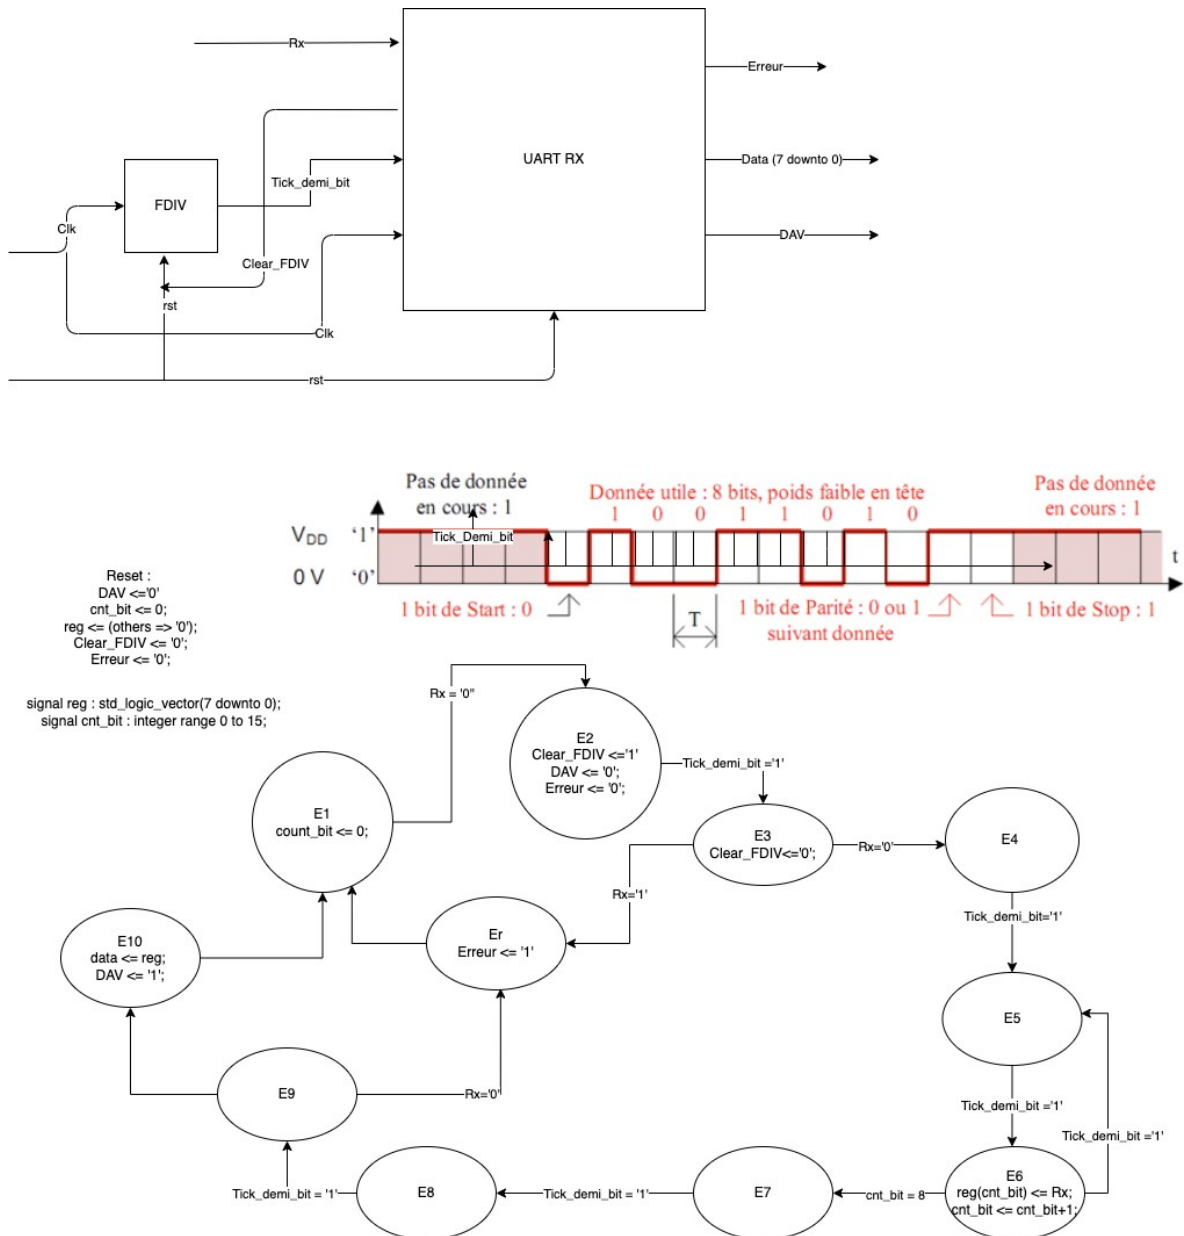 Rx
Erreur
UART RX
Data (7 downto 0)
Tick_demi_bit
FDIV
Clk
DAV
Clear_FDIV
rst
Clk
rst
Pas de donnée
en cours : 1
Donnée utile : 8 bits, poids faible en tête
1 0 0 1 1 0 1 0
Pas de donnée
en cours : 1
VDD '1'
Tick_Demi_bit
t
0 V '0'
1 bit de Start : 0
T
1 bit de Parité : 0 ou 1
suivant donnée
1 bit de Stop : 1
Reset :
DAV <='0'
cnt_bit <= 0;
reg <= (others => '0');
Clear_FDIV <= '0';
Erreur <= '0';
signal reg : std_logic_vector(7 downto 0);
signal cnt_bit : integer range 0 to 15;
Rx = '0"
E2
Clear_FDIV <='1'
DAV <= '0';
Erreur <= '0';
Tick_demi_bit ='1'
E1
count_bit <= 0;
E3
Clear_FDIV<='0';
Rx='0'
E4
Rx='1'
Tick_demi_bit='1'
E10
data <= reg;
DAV <= '1';
Er
Erreur <= '1'
E5
E9
Rx='0'
Tick_demi_bit ='1'
Tick_demi_bit ='1'
E6
reg(cnt_bit) <= Rx;
cnt_bit <= cnt_bit+1;
cnt_bit = 8
E7
Tick_demi_bit = '1'
E8
Tick_demi_bit = '1'